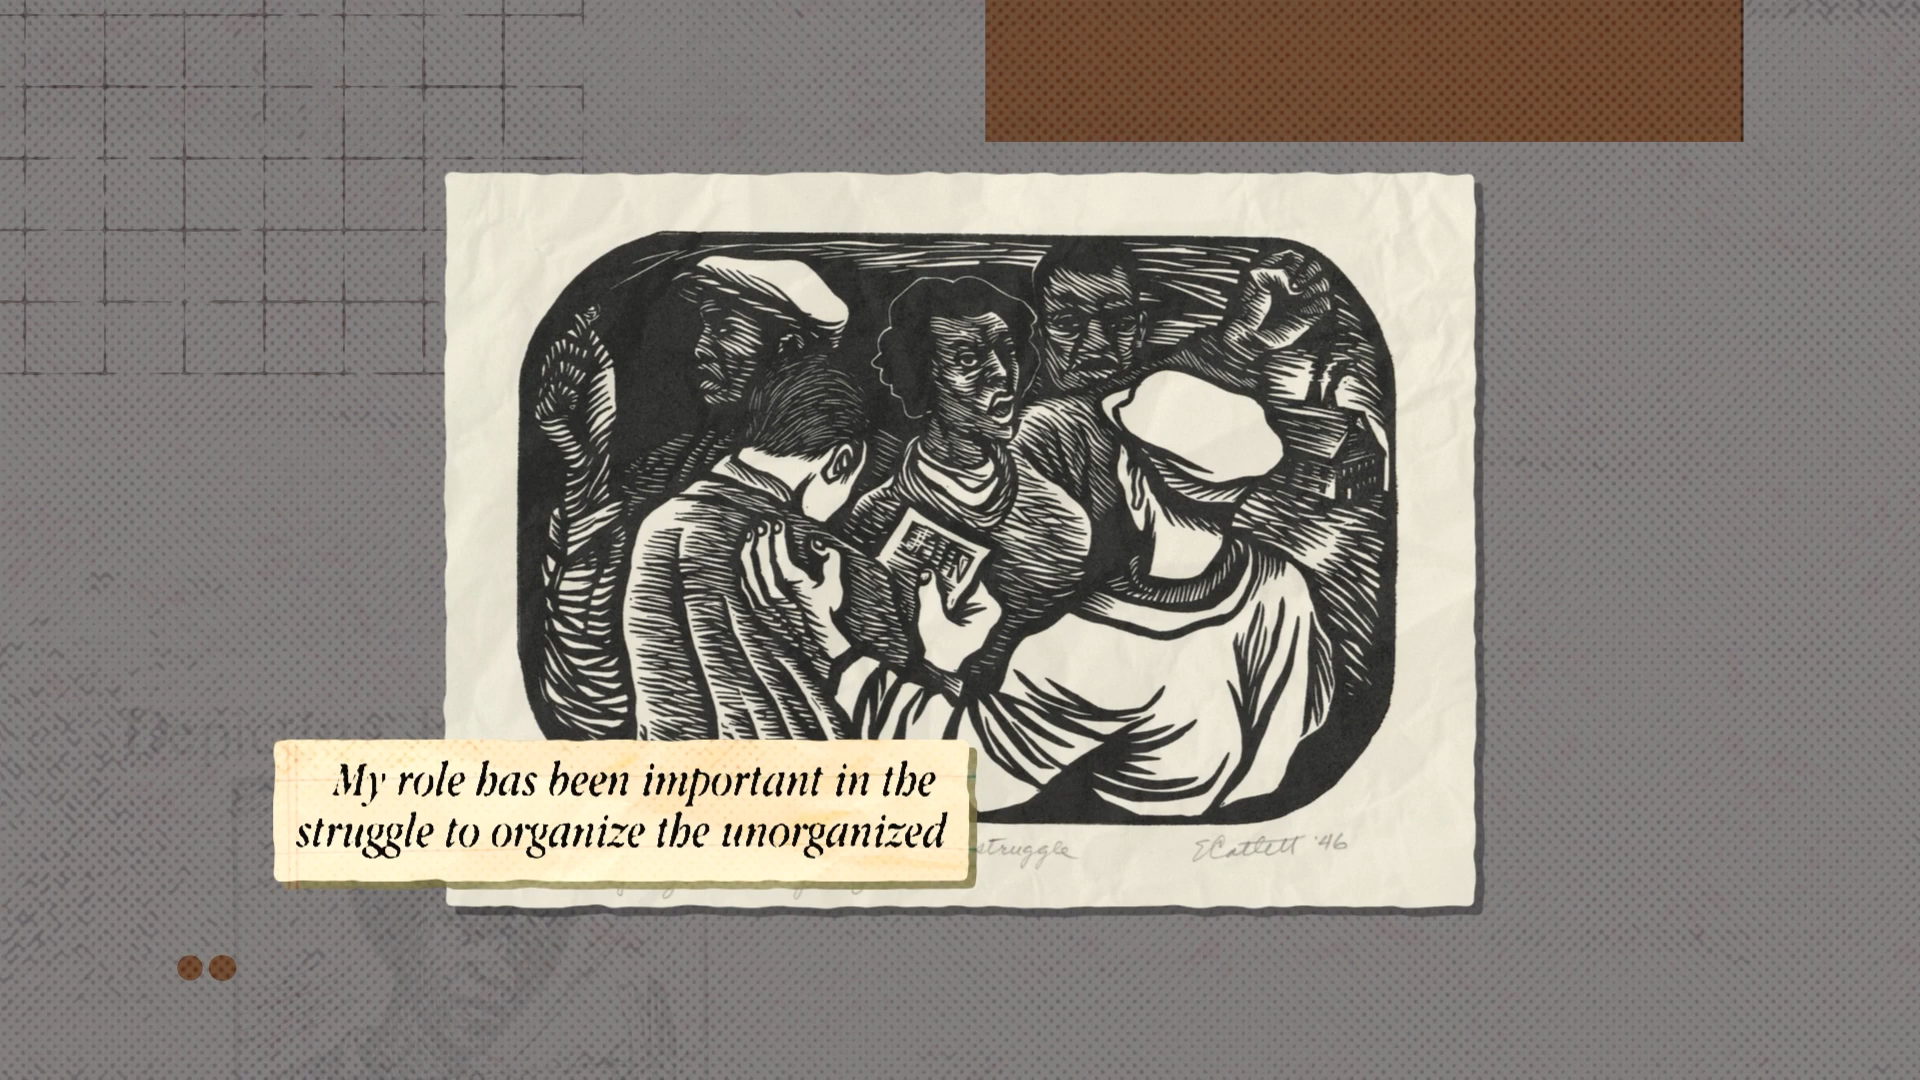 My role has been important in the
struggle to organize the unorganized
struggle ECatlett '46